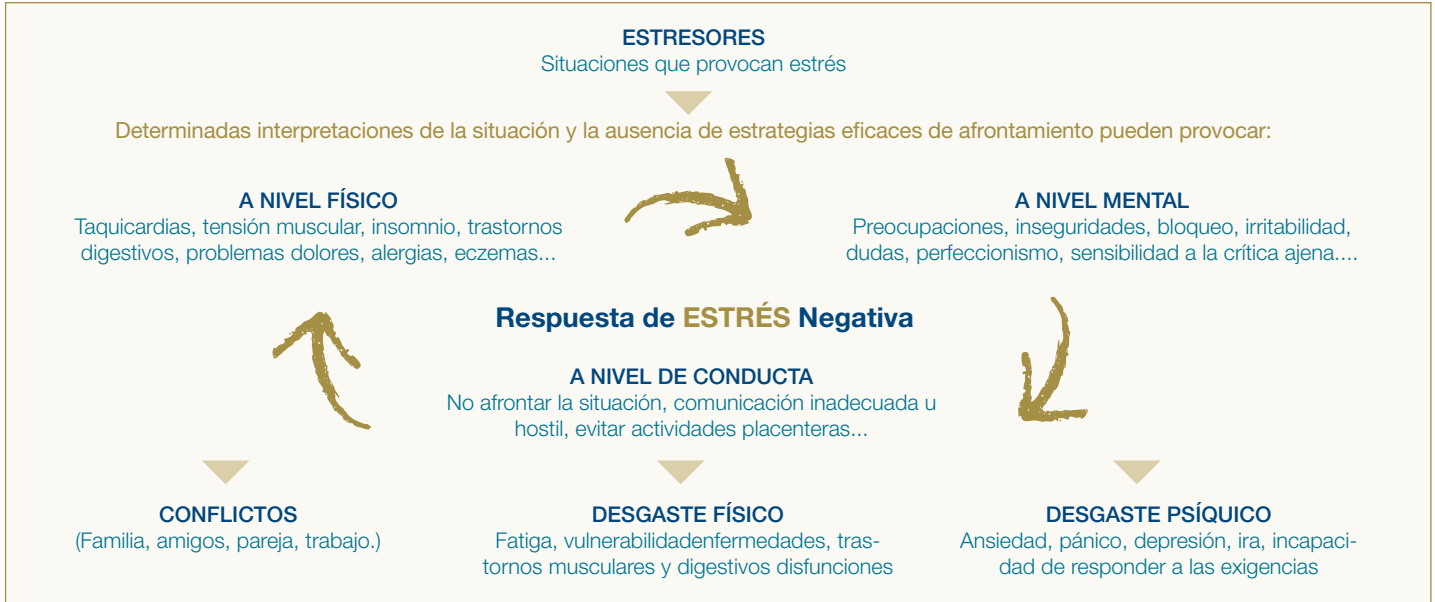 ESTRESORES
Situaciones que provocan estrés
Determinadas interpretaciones de la situación y la ausencia de estrategias eficaces de afrontamiento pueden provocar:
A NIVEL FÍSICO
Taquicardias, tensión muscular, insomnio, trastornos
digestivos, problemas dolores, alergias, eczemas...
A NIVEL MENTAL
Preocupaciones, inseguridades, bloqueo, irritabilidad,
dudas, perfeccionismo, sensibilidad a la crítica ajena....
Respuesta de ESTRÉS Negativa
A NIVEL DE CONDUCTA
No afrontar la situación, comunicación inadecuada u
hostil, evitar actividades placenteras...
CONFLICTOS
(Familia, amigos, pareja, trabajo.)
DESGASTE FÍSICO
Fatiga, vulnerabilidadenfermedades, tras-
tornos musculares y digestivos disfunciones
DESGASTE PSÍQUICO
Ansiedad, pánico, depresión, ira, incapaci-
dad de responder a las exigencias